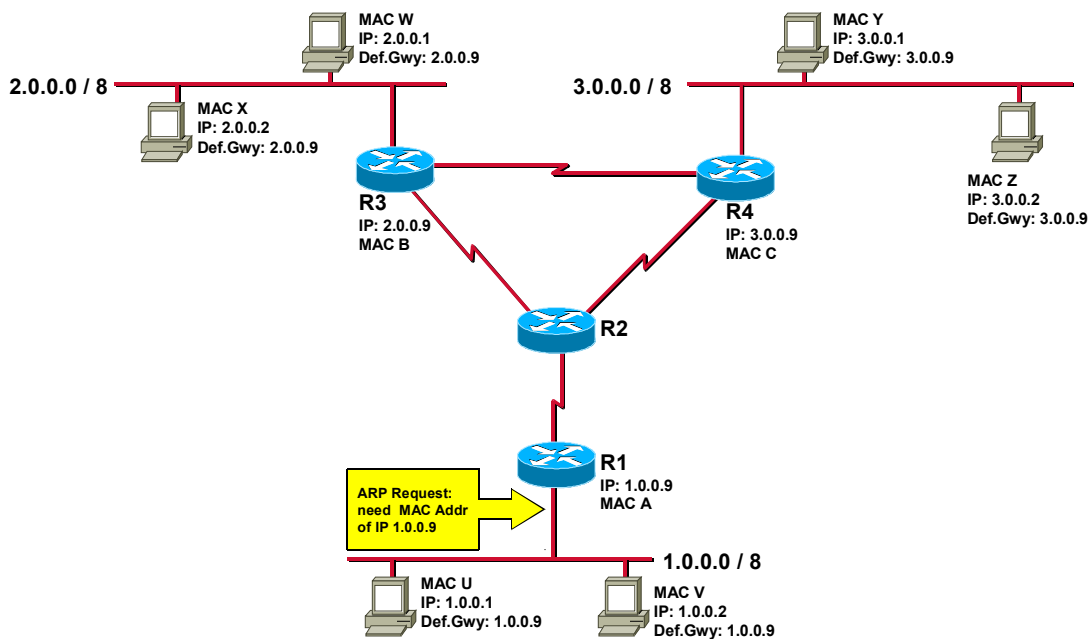 MAC W
IP: 2.0.0.1
Def.Gwy: 2.0.0.9
MAC Y
IP: 3.0.0.1
Def.Gwy: 3.0.0.9
2.0.0.0 / 8
3.0.0.0 / 8
MAC X
IP: 2.0.0.2
Def.Gwy: 2.0.0.9
MAC Z
IP: 3.0.0.2
Def.Gwy: 3.0.0.9
R3
IP: 2.0.0.9
MAC B
R4
IP: 3.0.0.9
MAC C
R2
R1
IP: 1.0.0.9
MAC A
ARP Request:
need MAC Addr
of IP 1.0.0.9
1.0.0.0 / 8
MAC U
IP: 1.0.0.1
Def.Gwy: 1.0.0.9
MAC V
IP: 1.0.0.2
Def.Gwy: 1.0.0.9